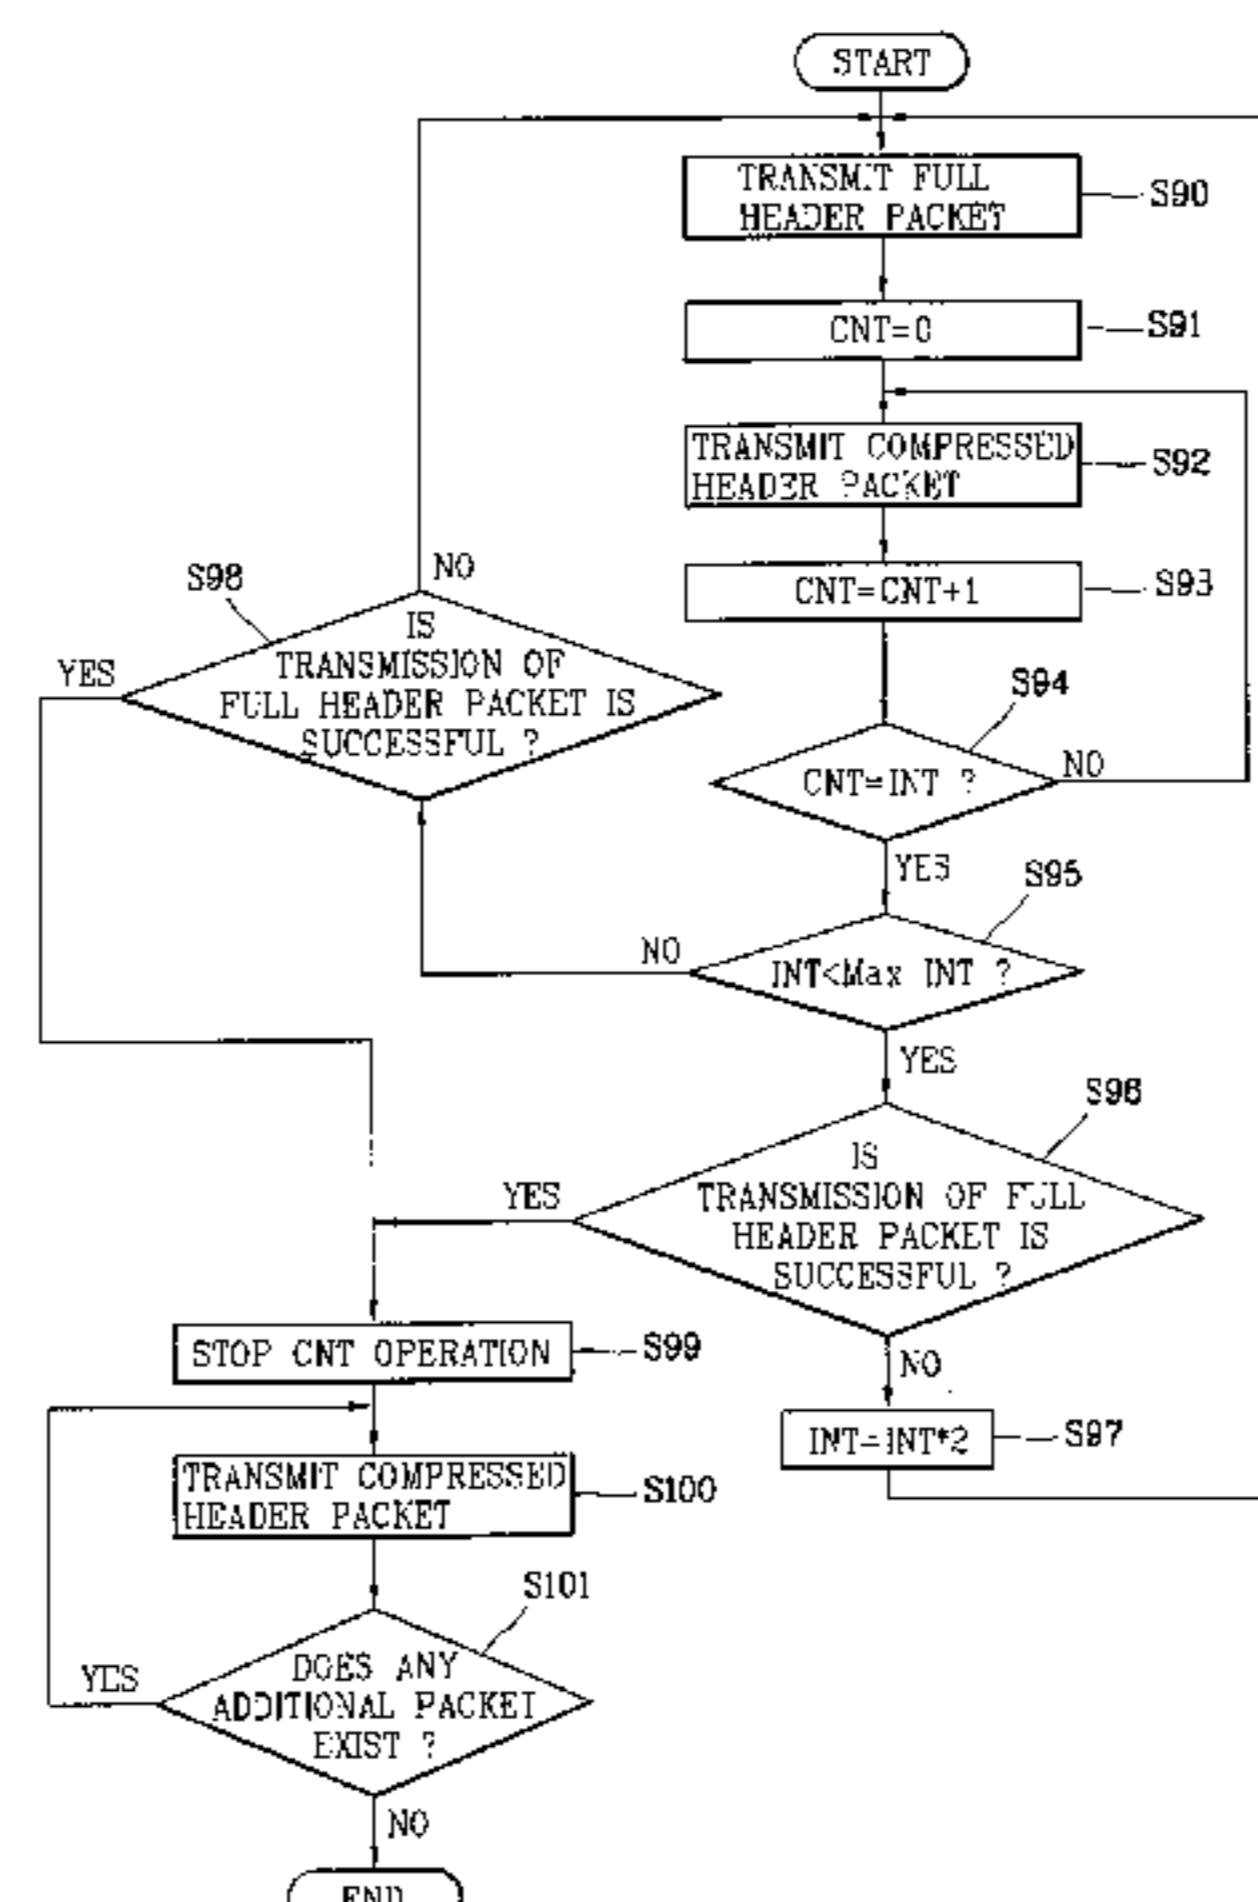 START
TRANSMIT FULL
HEADER PACKET
S90
CNT=0
S91
TRANSMIT COMPRESSED
HEADER PACKET
S92
CNT=CNT+1
S93
S98
NO
IS
TRANSMISSION OF
FULL HEADER PACKET IS
SUCCESSFUL ?
YES
S94
CNT=INT ?
NO
YES
S95
INT<Max INT ?
NO
YES
S96
IS
TRANSMISSION OF FULL
HEADER PACKET IS
SUCCESSFUL ?
YES
NO
STOP CNT OPERATION
S99
INT=INT*2
S97
TRANSMIT COMPRESSED
HEADER PACKET
S100
S101
DOES ANY
ADDITIONAL PACKET
EXIST ?
YES
NO
END